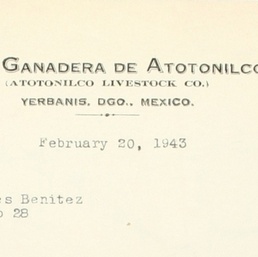 GANADERA DE ATOTONILCO
(ATOTONILCO LIVESTOCK CO.)
YERBANIS, DGO., MEXICO.
February 20, 1943
Benitez
28